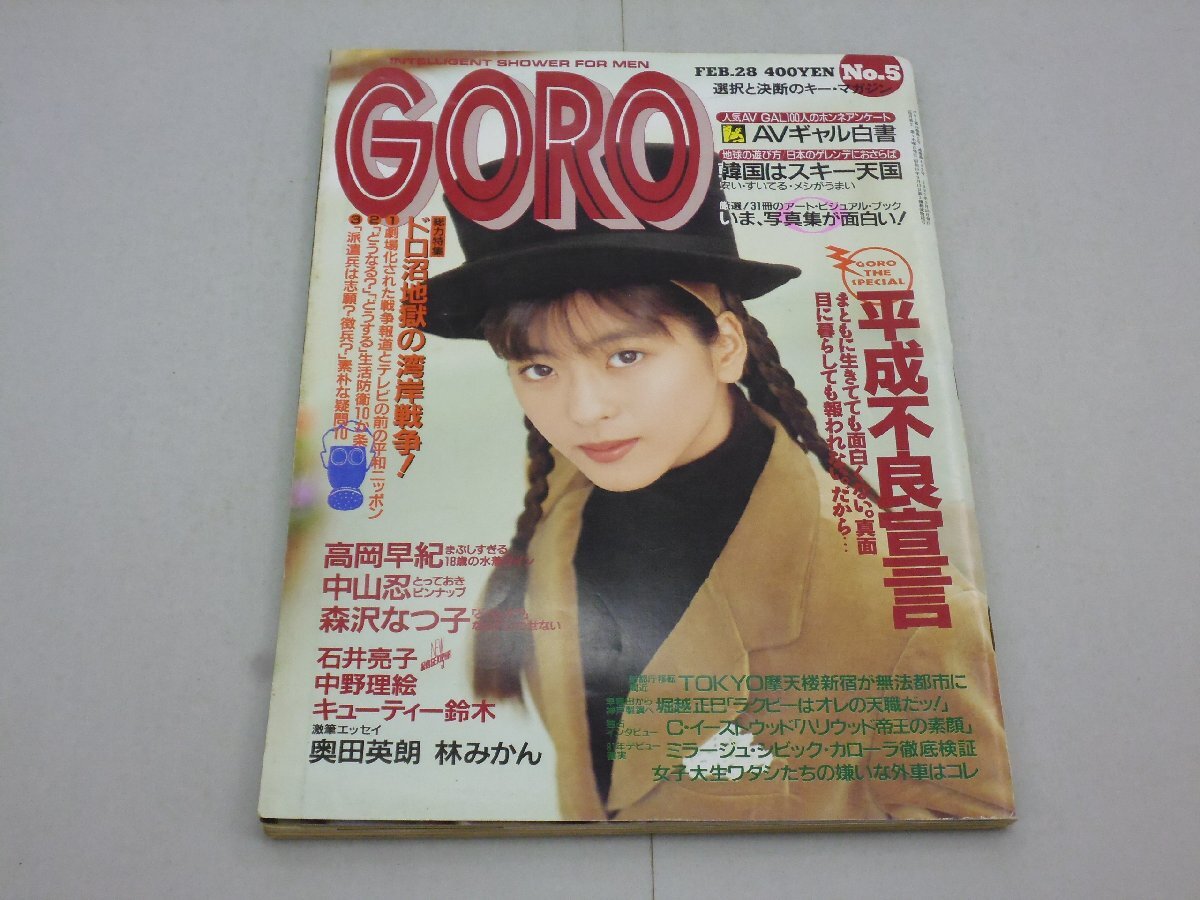 INTELLIGENT SHOWER FOR MEN
GORO
FEB.28 400YEN No.5
選択と決断のキー・マガジン
人気AV GAL100人のホンネアンケート
AVギャル白書
地球の遊び方/日本のゲレンデにおさらば
韓国はスキー天国
安い・すいてる・メシがうまい
厳選!31冊のアート・ビジュアル・ブック
いま、写真集が面白い!
GORO
THE
SPECIAL
平成不良宣言
まともに生きてても面白くない。真面
目に暮らしても報われない。だから…
総力特集
ドロ沼地獄の湾岸戦争!
1 劇場化された戦争報道とテレビの前の平和ニッポン
2 「どうなる?」「どうする」生活防衛10か条
3 「派遣兵は志願?徴兵?」素朴な疑問10
高岡早紀 まぶしすぎる
18歳の水着
中山忍 とっておき
ピンナップ
森沢なつ子
石井亮子
NEW
中野理絵
キューティー鈴木
激筆エッセイ
奥田英朗 林みかん
TOKYO摩天楼新宿が無法都市に
堀越正巳「ラグビーはオレの天職だッ!」
インタビュー C・イーストウッド「ハリウッド帝王の素顔」
ミラージュ・シビック・カローラ徹底検証
女子大生ワタシたちの嫌いな外車はコレ